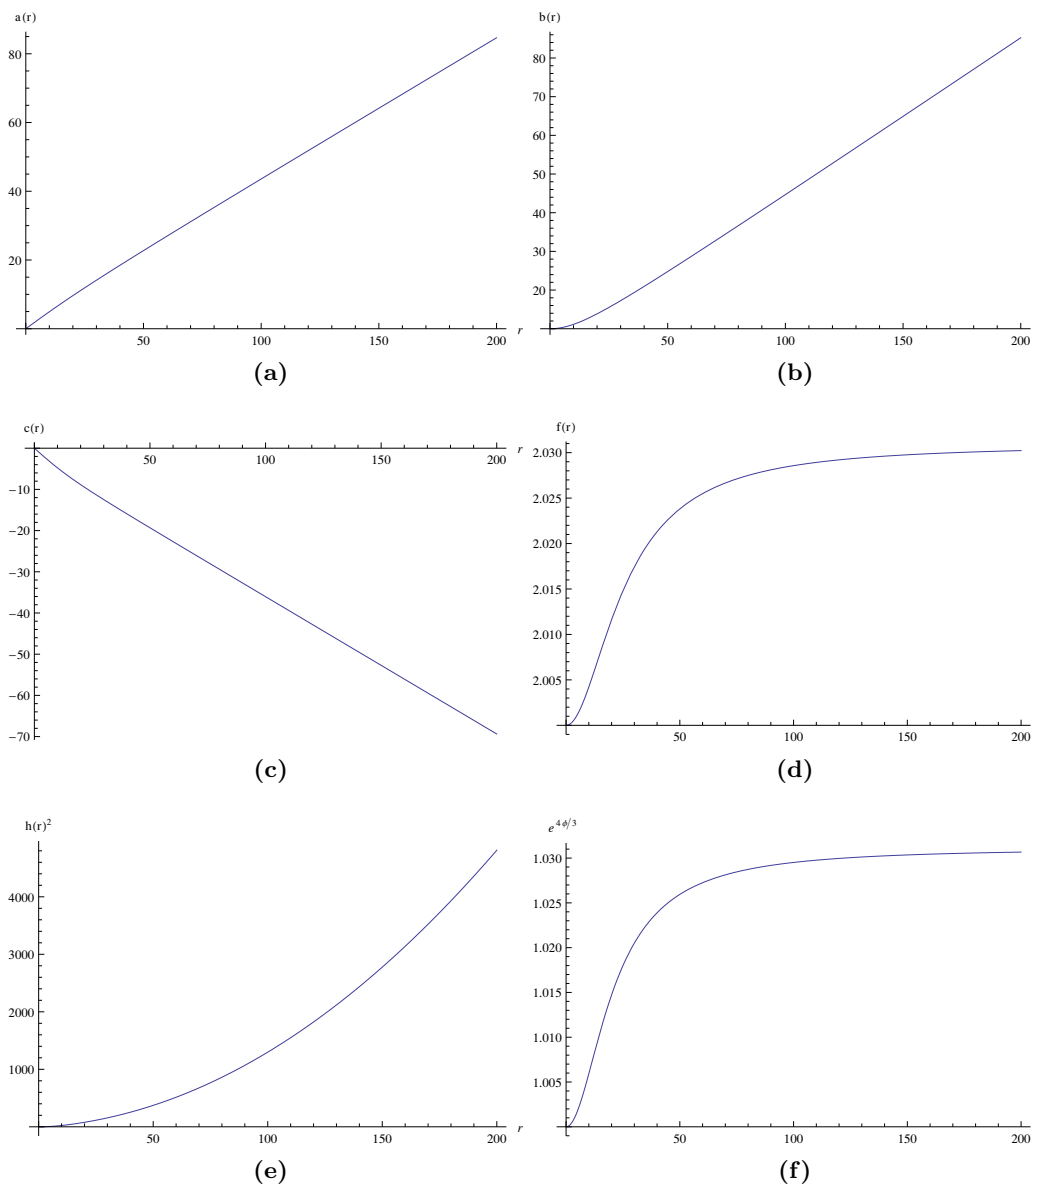 a(r)
80
60
40
20
50 100 150 200 r
(a)
b(r)
80
70
60
50
40
30
20
50 100 150 200
(b)
c(r)
50 100 150 200 r
−10
−20
−30
−40
−50
−60
−70
(c)
f(r)
2.030
2.025
2.020
2.015
2.010
2.005
50 100 150 200
(d)
h(r)²
4000
3000
2000
1000
50 100 150 200 r
(e)
e^{4ϕ/3}
1.030
1.025
1.020
1.015
1.010
1.005
50 100 150 200
(f)